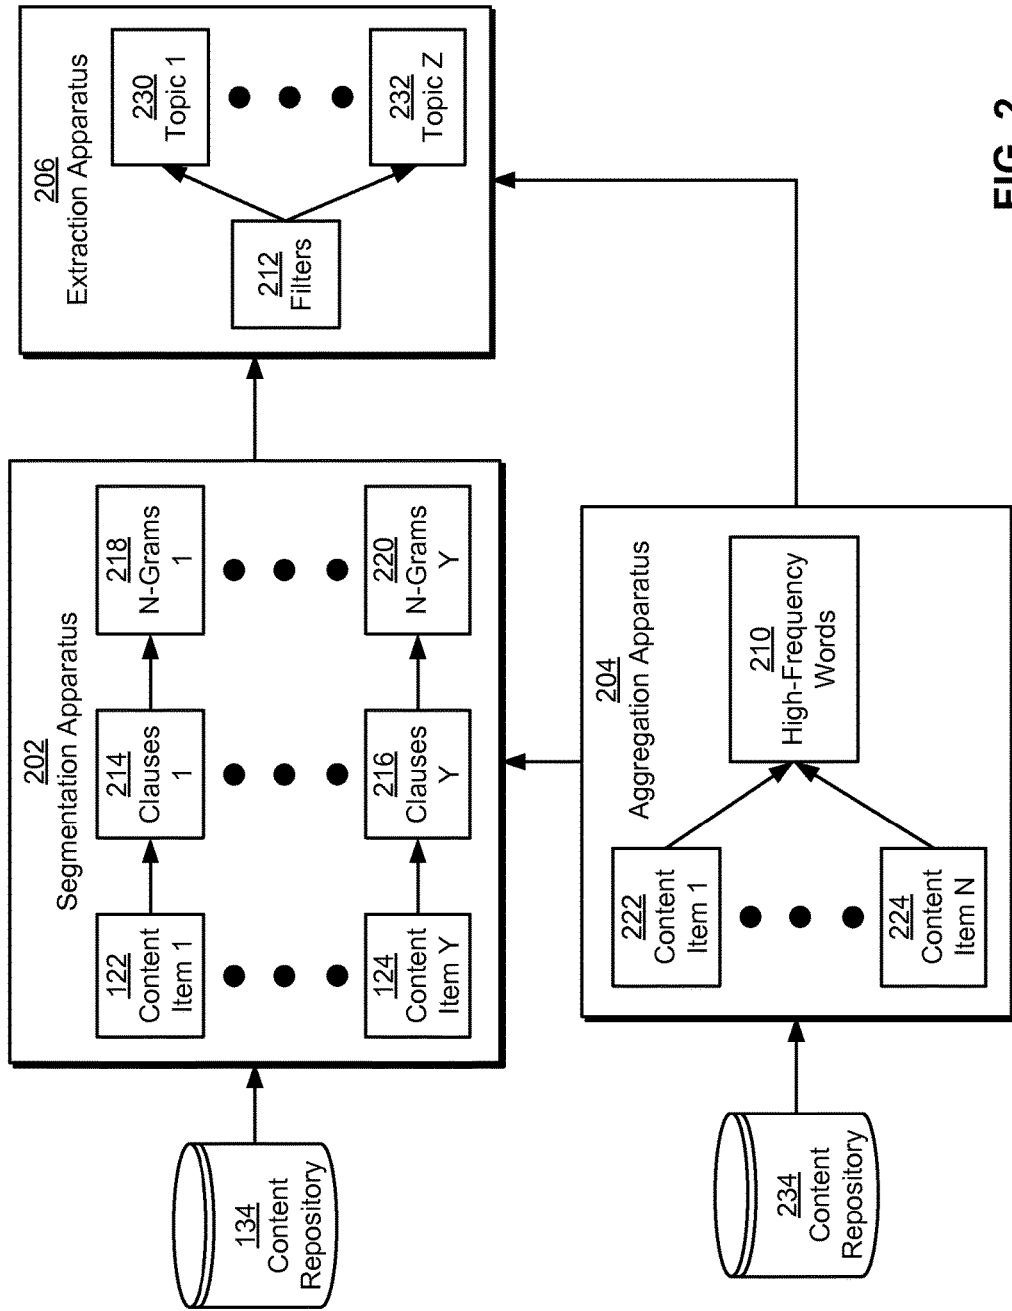 134
Content
Repository
202
Segmentation Apparatus
122
Content
Item 1
214
Clauses
1
218
N-Grams
1
124
Content
Item Y
216
Clauses
Y
220
N-Grams
Y
206
Extraction Apparatus
212
Filters
230
Topic 1
232
Topic Z
234
Content
Repository
204
Aggregation Apparatus
222
Content
Item 1
224
Content
Item N
210
High-Frequency
Words
FIG. 2